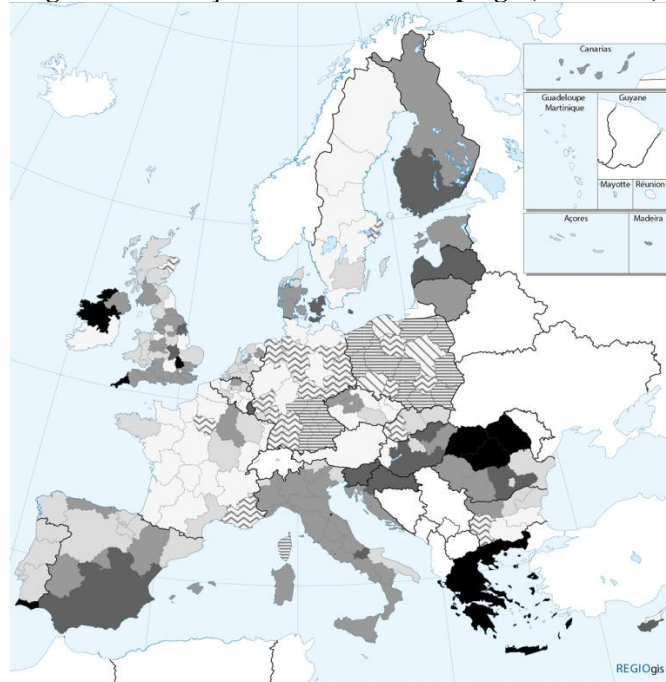 Canarias
Guadeloupe
Martinique
Guyane
Mayotte
Réunion
Açores
Madeira
REGIOgis